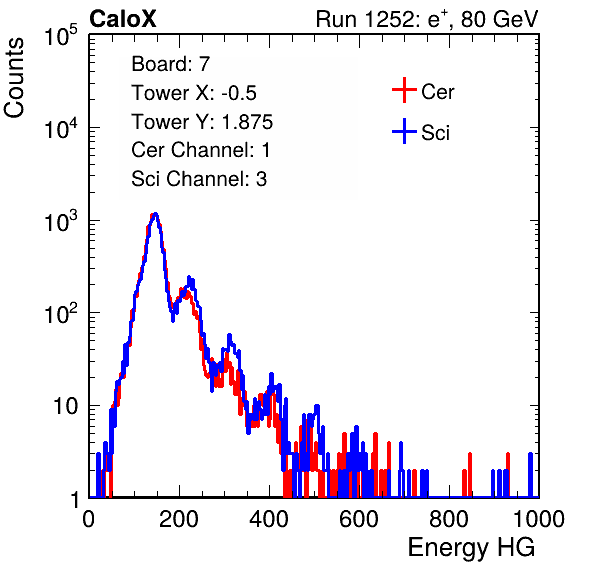 CaloX
Run 1252: e⁺, 80 GeV
Counts
10⁵
10⁴
10³
10²
10
1
Board: 7
Tower X: -0.5
Tower Y: 1.875
Cer Channel: 1
Sci Channel: 3
Cer
Sci
0 200 400 600 800 1000
Energy HG